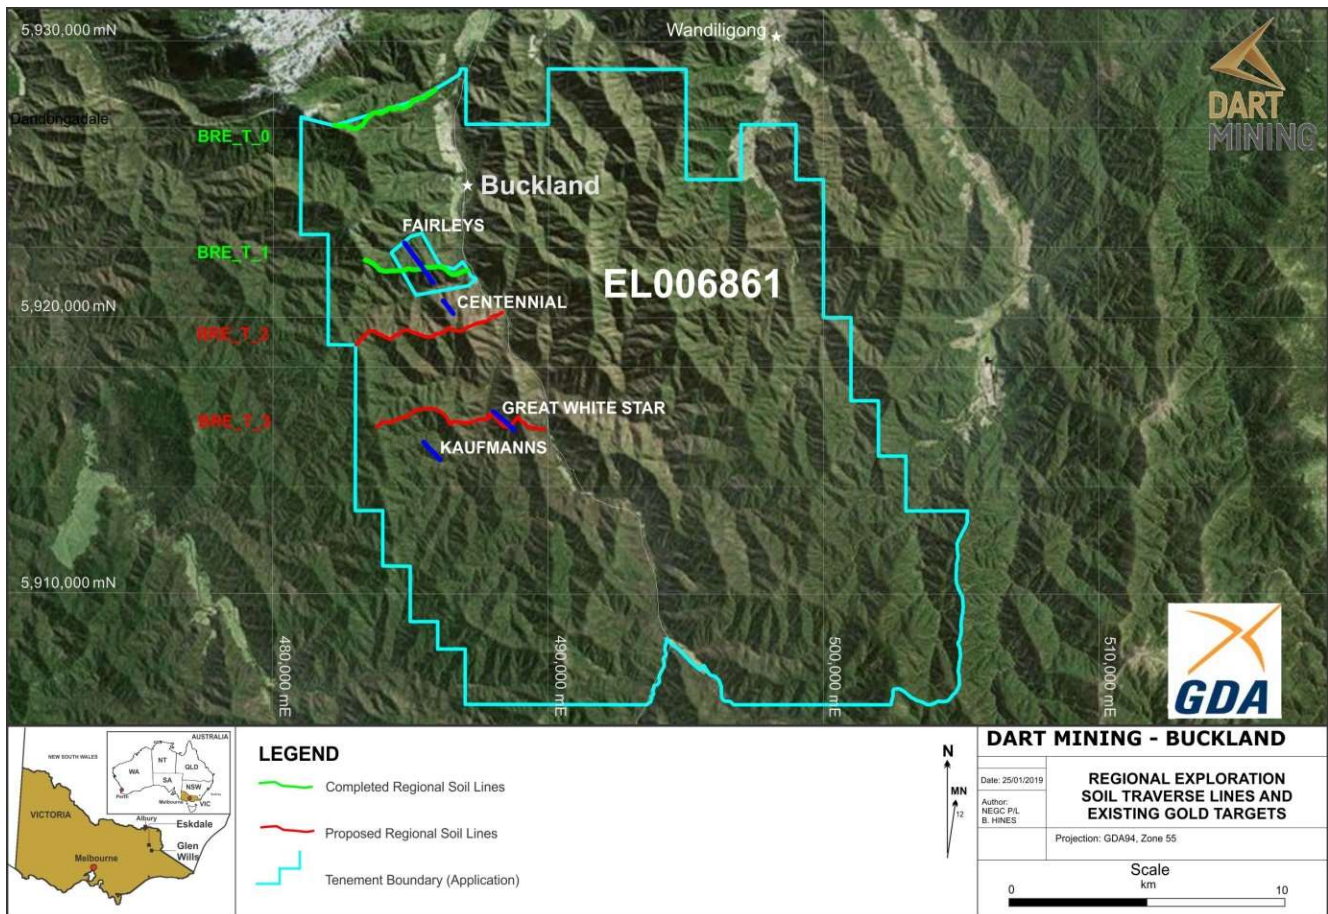 5,930,000 mN
Wandiligong
DART
MINING
Dandongadale
BRE_T_0
Buckland
FAIRLEYS
BRE_T_1
EL006861
5,920,000 mN
CENTENNIAL
BRE_T_3
GREAT WHITE STAR
BRE_T_3
KAUFMANNS
5,910,000 mN
480,000 mE
490,000 mE
500,000 mE
510,000 mE
GDA
NEW SOUTH WALES
VICTORIA
Melbourne
Albury
Eskdale
Glen
Wills
AUSTRALIA
WA
NT
QLD
SA
NSW
Perth
Melbourne
VIC
LEGEND
Completed Regional Soil Lines
Proposed Regional Soil Lines
Tenement Boundary (Application)
N
MN
12
DART MINING - BUCKLAND
Date: 25/01/2019
Author:
NEGC P/L
B. HINES
REGIONAL EXPLORATION
SOIL TRAVERSE LINES AND
EXISTING GOLD TARGETS
Projection: GDA94, Zone 55
Scale
km
0 10